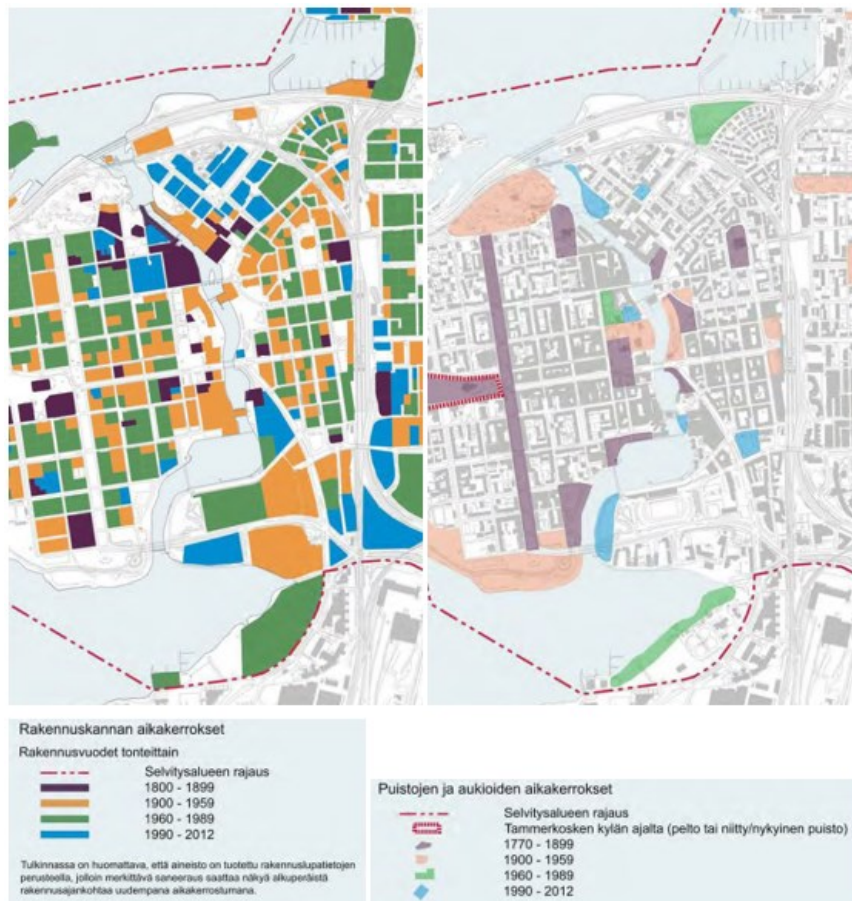 Rakennuskannan aikakerrokset
Rakennusvuodet tonteittain
Selvitysalueen rajaus
1800 - 1899
1900 - 1959
1960 - 1989
1990 - 2012
Tulkinnassa on huomattava, että aineisto on tuotettu rakennuslupatietojen
perusteella, jolloin merkittävä saneeraus saattaa näkyä alkuperäistä
rakennusajankohtaa uudempana aikakerrostumana.
Puistojen ja aukioiden aikakerrokset
Selvitysalueen rajaus
Tammerkosken kylän ajalta (pelto tai niitty/nykyinen puisto)
1770 - 1899
1900 - 1959
1960 - 1989
1990 - 2012